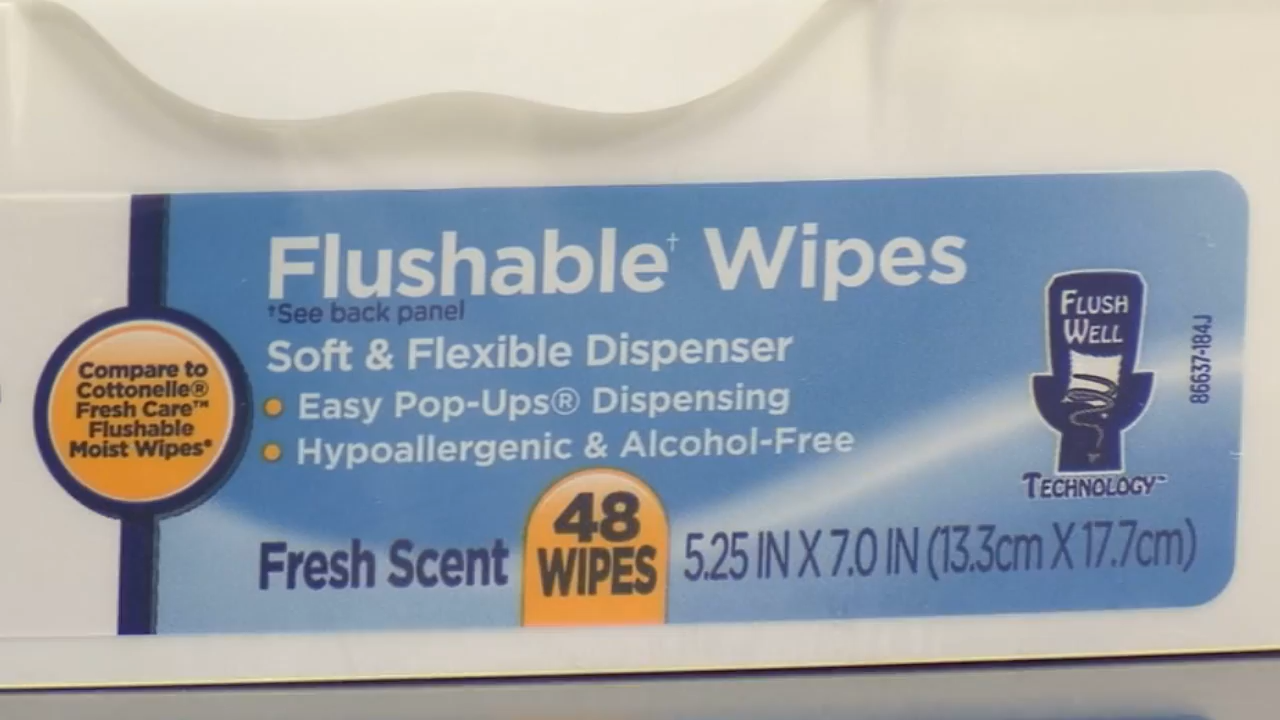 Flushable† Wipes
†See back panel
Soft & Flexible Dispenser
Easy Pop-Ups® Dispensing
Hypoallergenic & Alcohol-Free
Compare to
Cottonelle®
Fresh Care™
Flushable
Moist Wipes*
Fresh Scent
48
WIPES
5.25 IN X 7.0 IN (13.3cm X 17.7cm)
FLUSH
WELL
TECHNOLOGY™
86637-184J